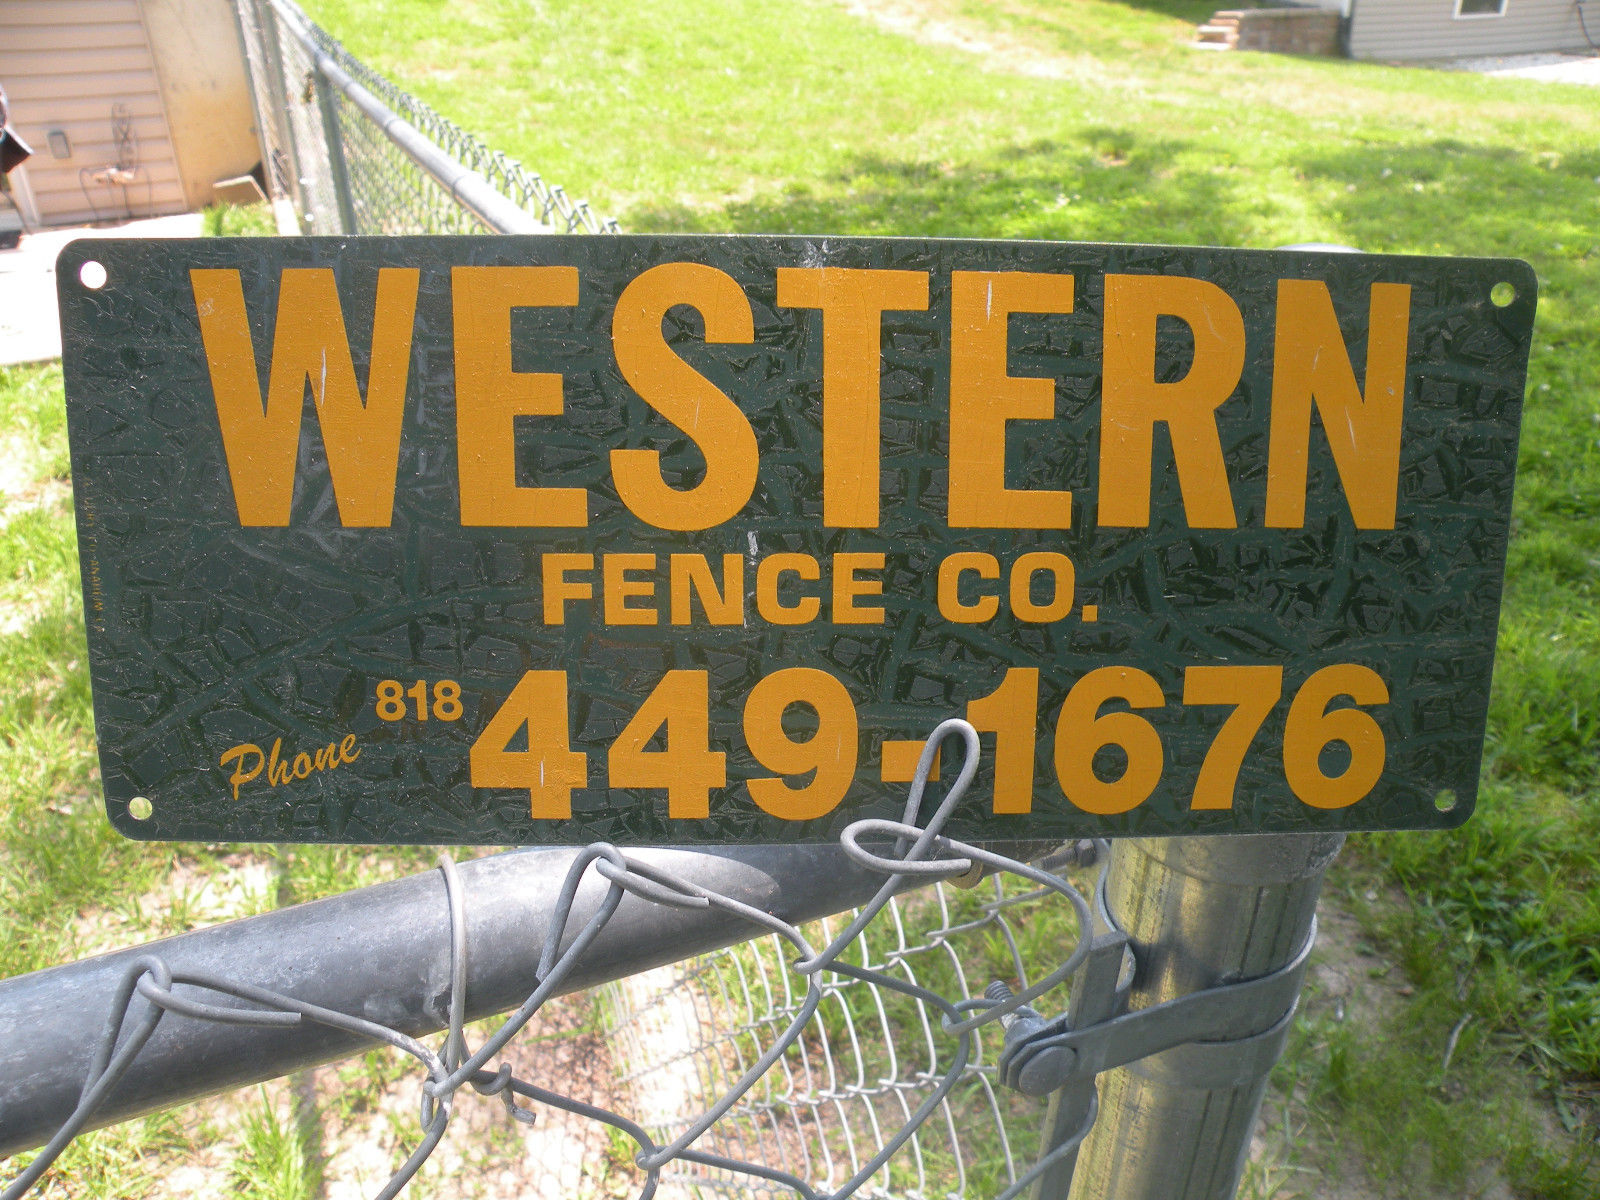 WESTERN
FENCE CO.
Phone 818 449-1676